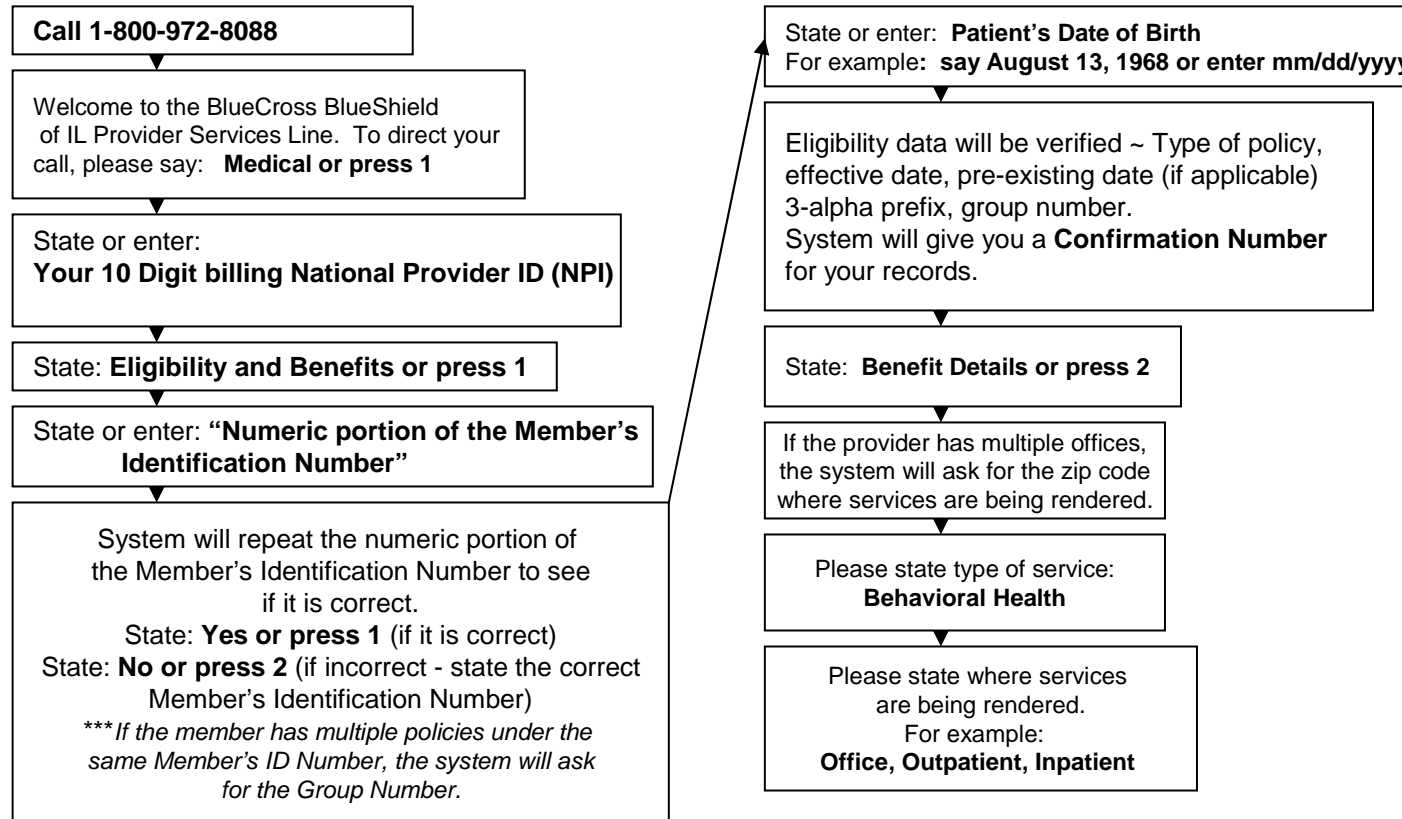 Call 1-800-972-8088
Welcome to the BlueCross BlueShield
of IL Provider Services Line. To direct your
call, please say: Medical or press 1
State or enter:
Your 10 Digit billing National Provider ID (NPI)
State: Eligibility and Benefits or press 1
State or enter: “Numeric portion of the Member’s
Identification Number”
System will repeat the numeric portion of
the Member’s Identification Number to see
if it is correct.
State: Yes or press 1 (if it is correct)
State: No or press 2 (if incorrect - state the correct
Member’s Identification Number)
***If the member has multiple policies under the
same Member’s ID Number, the system will ask
for the Group Number.
State or enter: Patient’s Date of Birth
For example: say August 13, 1968 or enter mm/dd/yyyy
Eligibility data will be verified ~ Type of policy,
effective date, pre-existing date (if applicable)
3-alpha prefix, group number.
System will give you a Confirmation Number
for your records.
State: Benefit Details or press 2
If the provider has multiple offices,
the system will ask for the zip code
where services are being rendered.
Please state type of service:
Behavioral Health
Please state where services
are being rendered.
For example:
Office, Outpatient, Inpatient